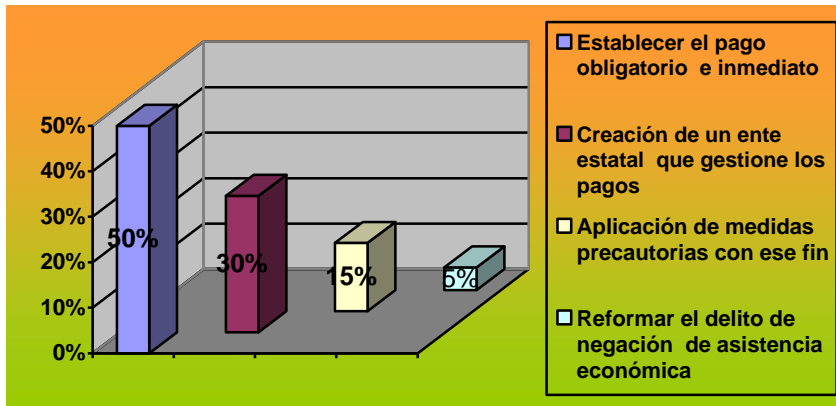 50%
40%
30%
20%
10%
0%
50%
30%
15%
5%
Establecer el pago
obligatorio e inmediato
Creación de un ente
estatal que gestione los
pagos
Aplicación de medidas
precautorias con ese fin
Reformar el delito de
negación de asistencia
económica